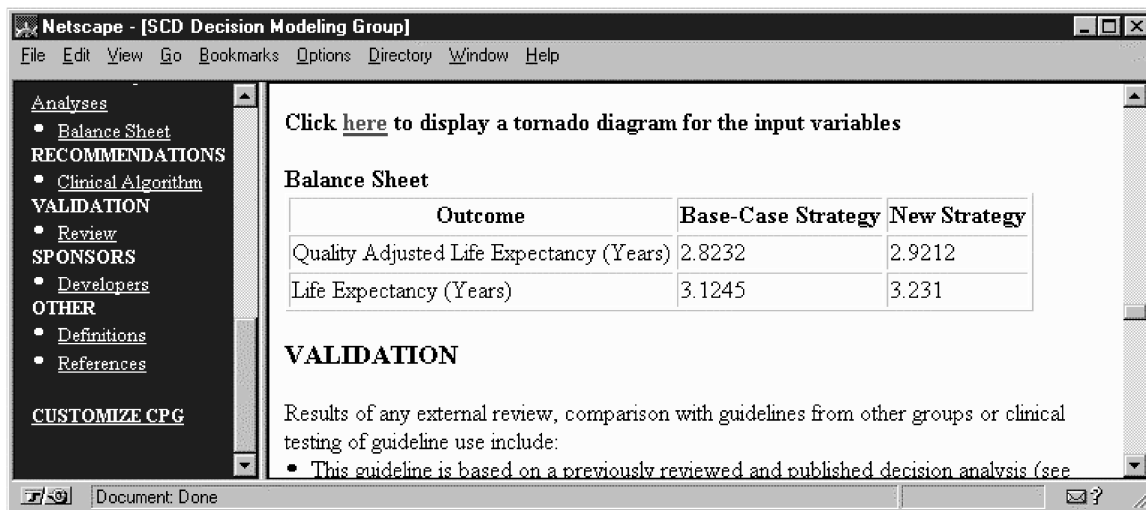 Netscape - [SCD Decision Modeling Group]
File Edit View Go Bookmarks Options Directory Window Help
Analyses
• Balance Sheet
RECOMMENDATIONS
• Clinical Algorithm
VALIDATION
• Review
SPONSORS
• Developers
OTHER
• Definitions
• References
CUSTOMIZE CPG
Click here to display a tornado diagram for the input variables
Balance Sheet
Outcome Base-Case Strategy New Strategy
Quality Adjusted Life Expectancy (Years) 2.8232 2.9212
Life Expectancy (Years) 3.1245 3.231
VALIDATION
Results of any external review, comparison with guidelines from other groups or clinical
testing of guideline use include:
• This guideline is based on a previously reviewed and published decision analysis (see
Document: Done
?